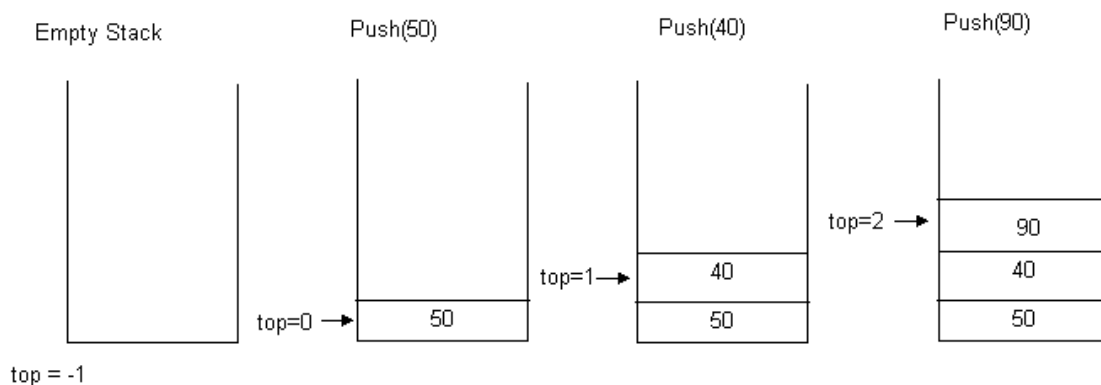 Empty Stack
Push(50)
Push(40)
Push(90)
top = -1
top=0
50
top=1
40
50
top=2
90
40
50